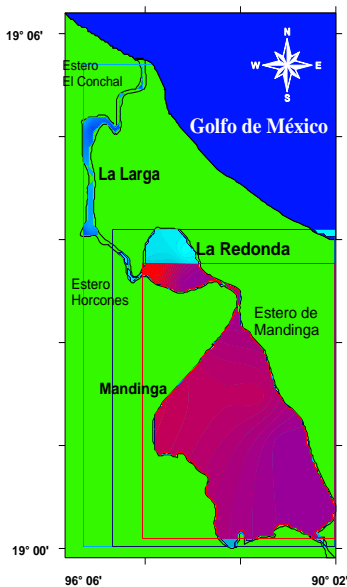 19° 06'
N
W E
S
Estero
El Conchal
Golfo de México
La Larga
La Redonda
Estero
Horcones
Estero de
Mandinga
Mandinga
19° 00'
96° 06' 90° 02'